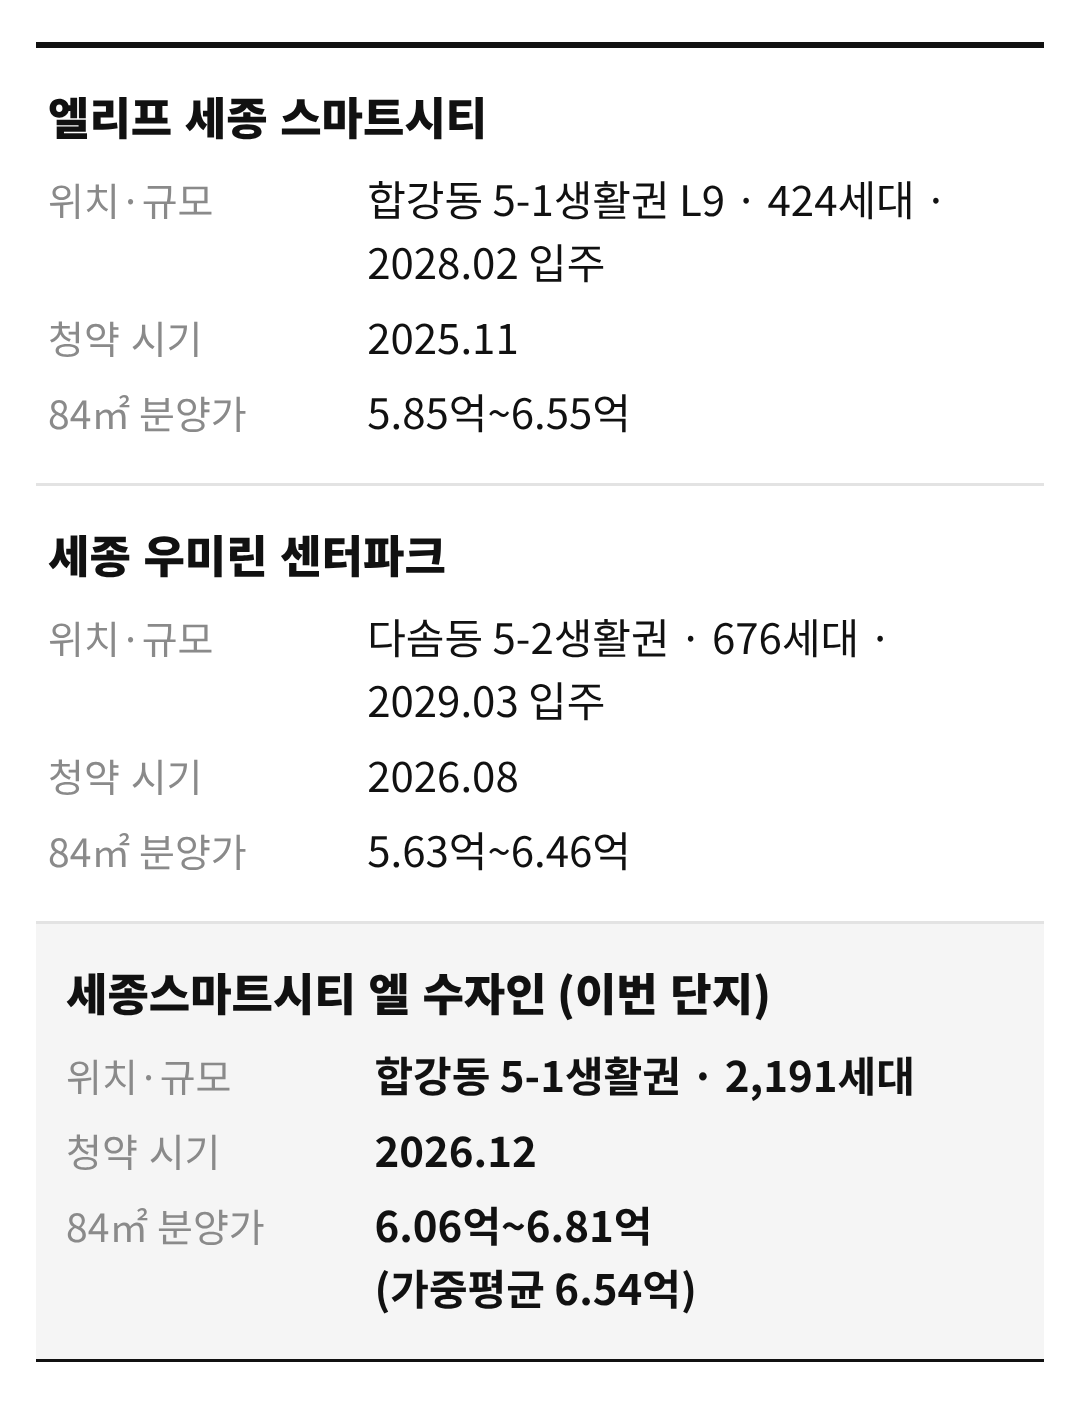 엘리프 세종 스마트시티
위치·규모 합강동 5-1생활권 L9 · 424세대 ·
2028.02 입주
청약 시기 2025.11
84㎡ 분양가 5.85억~6.55억
세종 우미린 센터파크
위치·규모 다솜동 5-2생활권 · 676세대 ·
2029.03 입주
청약 시기 2026.08
84㎡ 분양가 5.63억~6.46억
세종스마트시티 엘 수자인 (이번 단지)
위치·규모 합강동 5-1생활권 · 2,191세대
청약 시기 2026.12
84㎡ 분양가 6.06억~6.81억
(가중평균 6.54억)